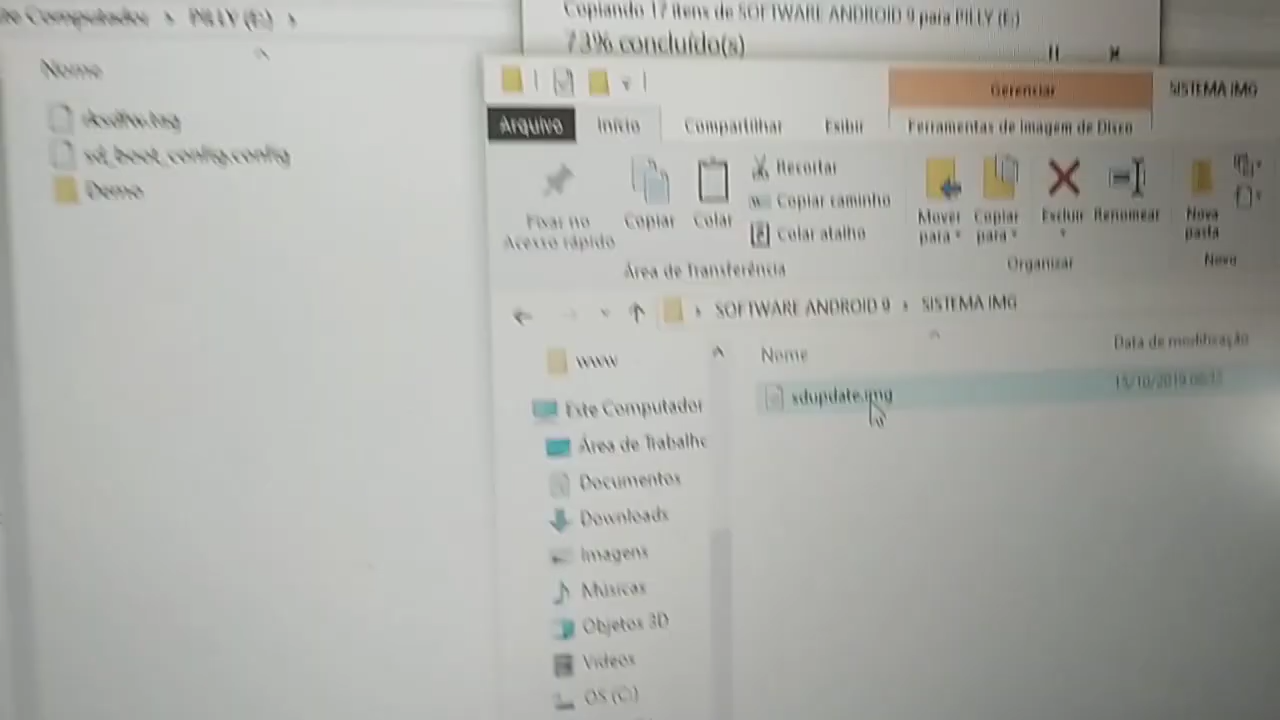 PILLY (E:)
Nome
sd_boot_config.config
Demo
Copiando 17 itens de SOFTWARE ANDROID 9 para PILLY (E:)
73% concluído(s)
Gerenciar
SISTEMA IMG
Arquivo Início Compartilhar Exibir Ferramentas de Imagem de Disco
Fixar no Acesso rápido
Copiar
Colar
Recortar
Copiar caminho
Colar atalho
Mover para
Copiar para
Excluir
Renomear
Nova pasta
Área de Transferência
Organizar
Novo
SOFTWARE ANDROID 9 › SISTEMA IMG
Nome
Data de modificação
sdupdate.img
www
Este Computador
Área de Trabalho
Documentos
Downloads
Imagens
Músicas
Objetos 3D
Vídeos
OS (C:)